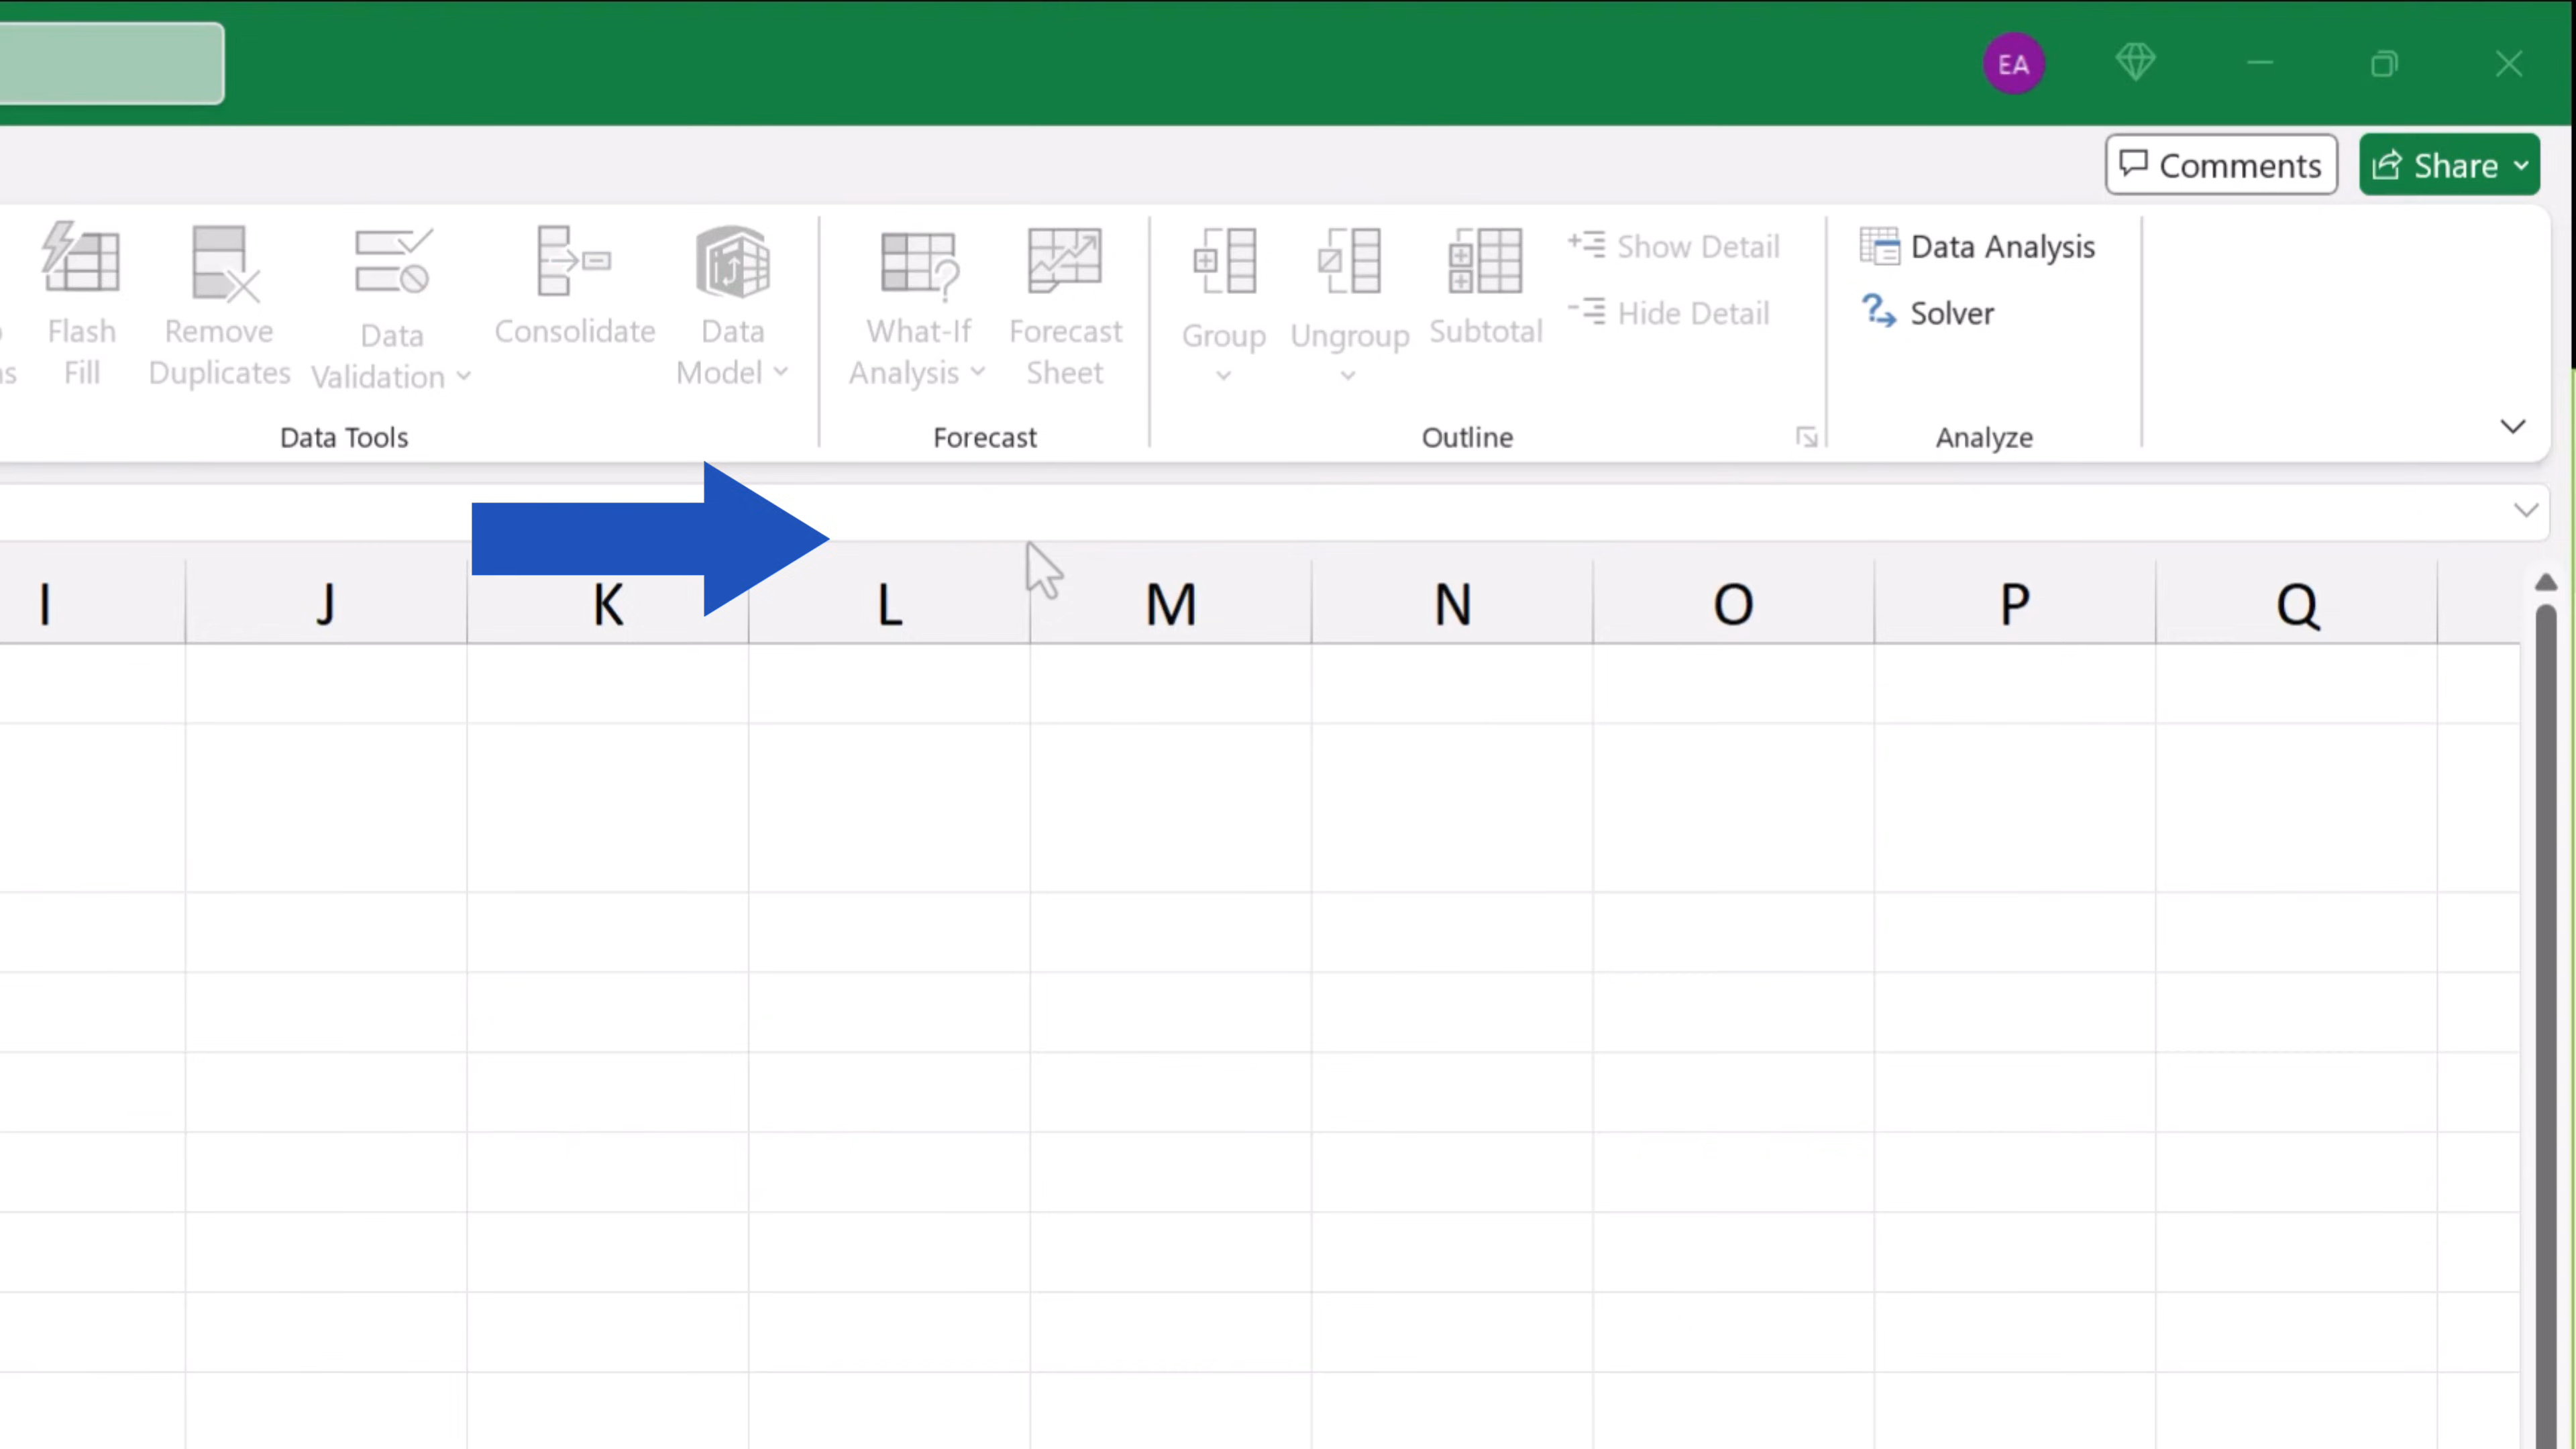 EA
Comments
Share
Flash
Fill
Remove
Duplicates
Data
Validation
Consolidate
Data
Model
What-If
Analysis
Forecast
Sheet
Group
Ungroup
Subtotal
Show Detail
Hide Detail
Data Analysis
Solver
Data Tools
Forecast
Outline
Analyze
I J K L M N O P Q